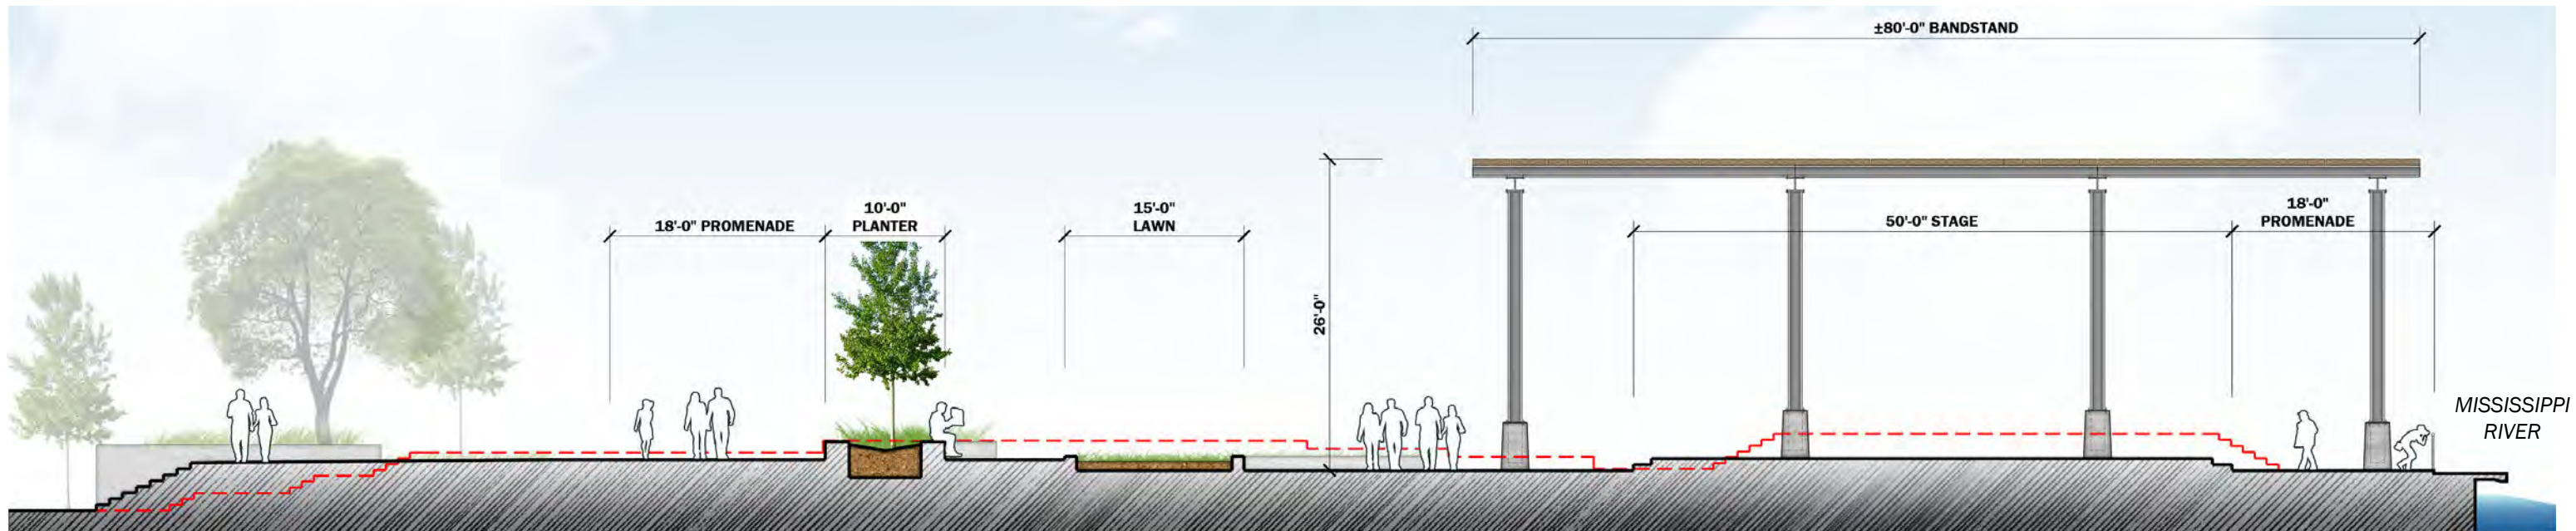 ±80'-0" BANDSTAND
18'-0" PROMENADE
10'-0"
PLANTER
15'-0"
LAWN
26'-0"
50'-0" STAGE
18'-0"
PROMENADE
MISSISSIPPI
RIVER